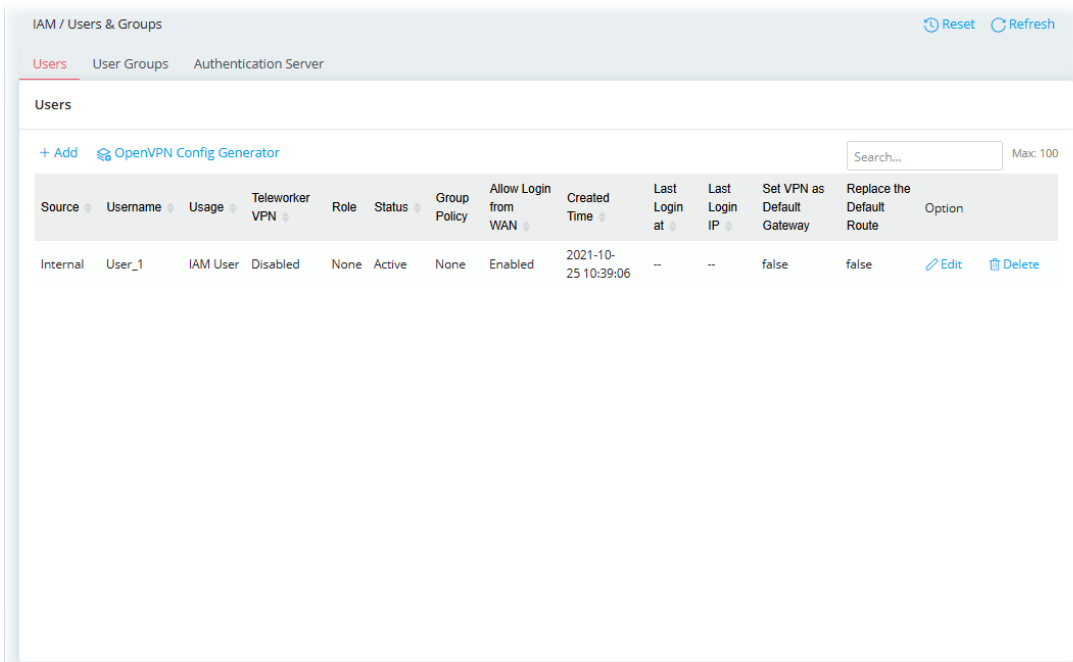 IAM / Users & Groups Reset Refresh
Users User Groups Authentication Server
Users
+ Add OpenVPN Config Generator Search... Max: 100
Source Username Usage Teleworker VPN Role Status Group Policy Allow Login from WAN Created Time Last Login at Last Login IP Set VPN as Default Gateway Replace the Default Route Option
Internal User_1 IAM User Disabled None Active None Enabled 2021-10-25 10:39:06 -- -- false false Edit Delete